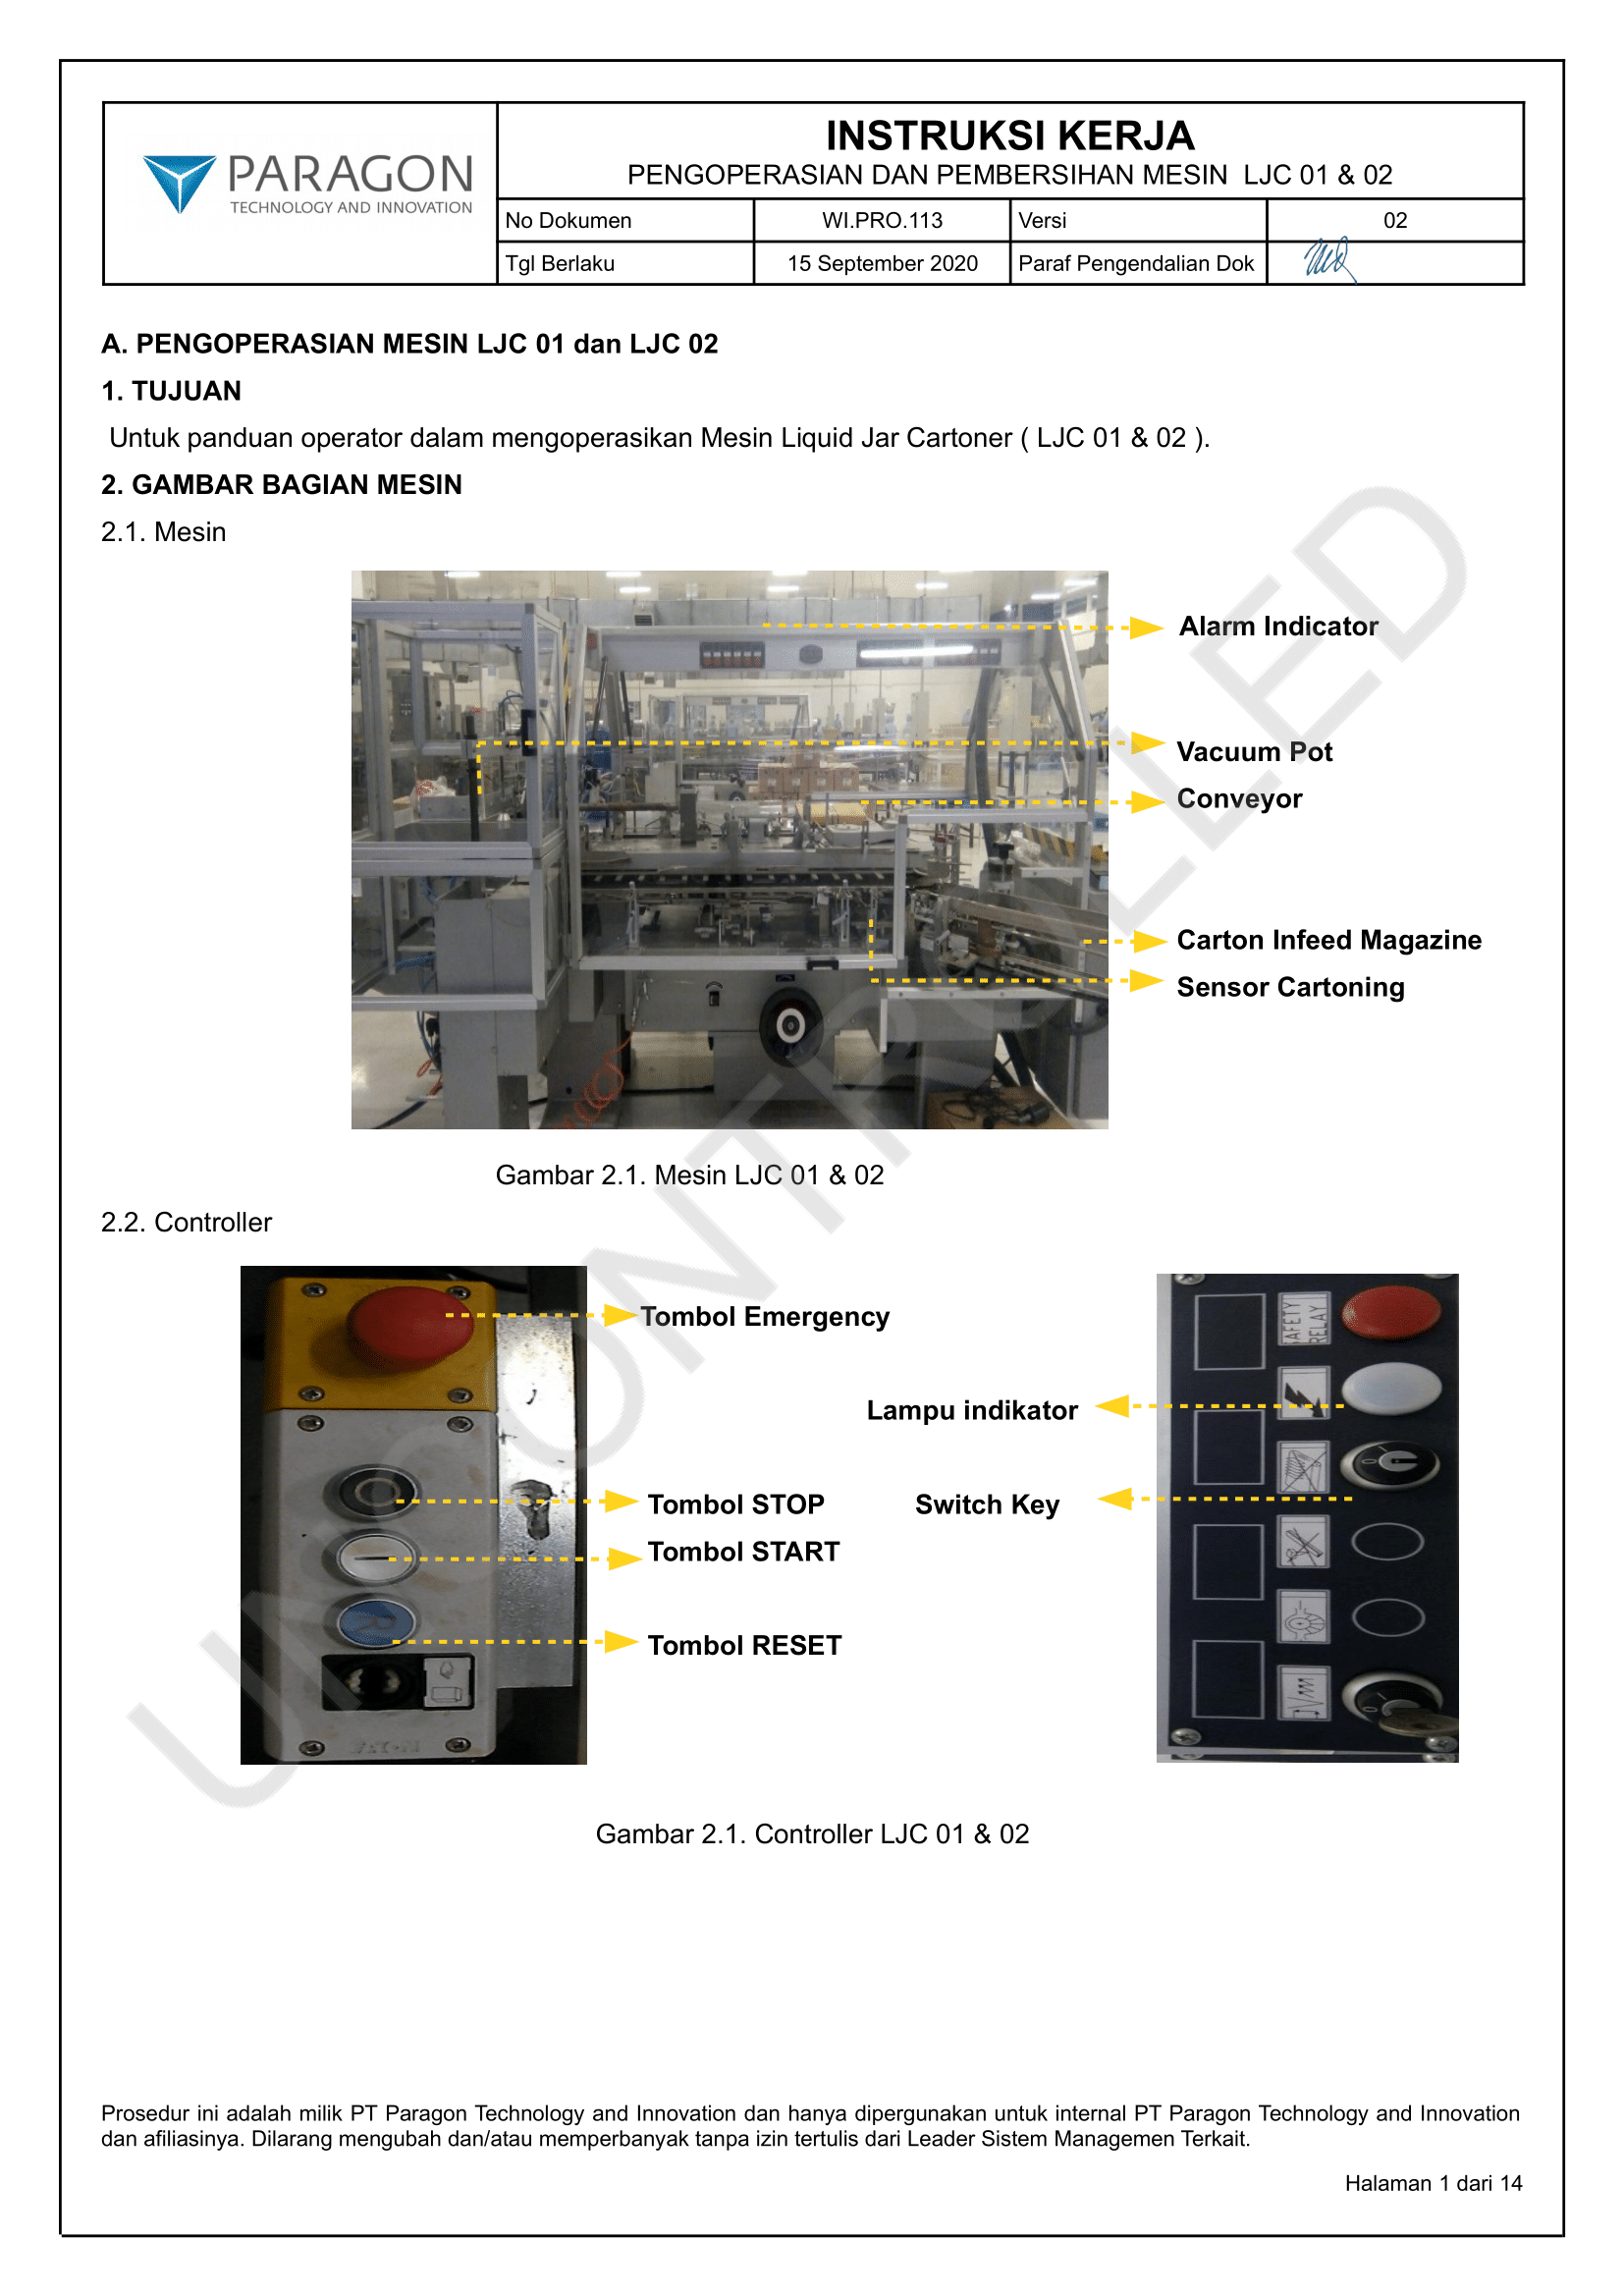 PARAGON
TECHNOLOGY AND INNOVATION
INSTRUKSI KERJA
PENGOPERASIAN DAN PEMBERSIHAN MESIN LJC 01 & 02
No Dokumen WI.PRO.113 Versi 02
Tgl Berlaku 15 September 2020 Paraf Pengendalian Dok
A. PENGOPERASIAN MESIN LJC 01 dan LJC 02
1. TUJUAN
Untuk panduan operator dalam mengoperasikan Mesin Liquid Jar Cartoner ( LJC 01 & 02 ).
2. GAMBAR BAGIAN MESIN
2.1. Mesin
Alarm Indicator
Vacuum Pot
Conveyor
Carton Infeed Magazine
Sensor Cartoning
Gambar 2.1. Mesin LJC 01 & 02
2.2. Controller
Tombol Emergency
Lampu indikator
Tombol STOP
Switch Key
Tombol START
Tombol RESET
R
RELAY
Gambar 2.1. Controller LJC 01 & 02
UNCONTROLLED
Prosedur ini adalah milik PT Paragon Technology and Innovation dan hanya dipergunakan untuk internal PT Paragon Technology and Innovation
dan afiliasinya. Dilarang mengubah dan/atau memperbanyak tanpa izin tertulis dari Leader Sistem Managemen Terkait.
Halaman 1 dari 14